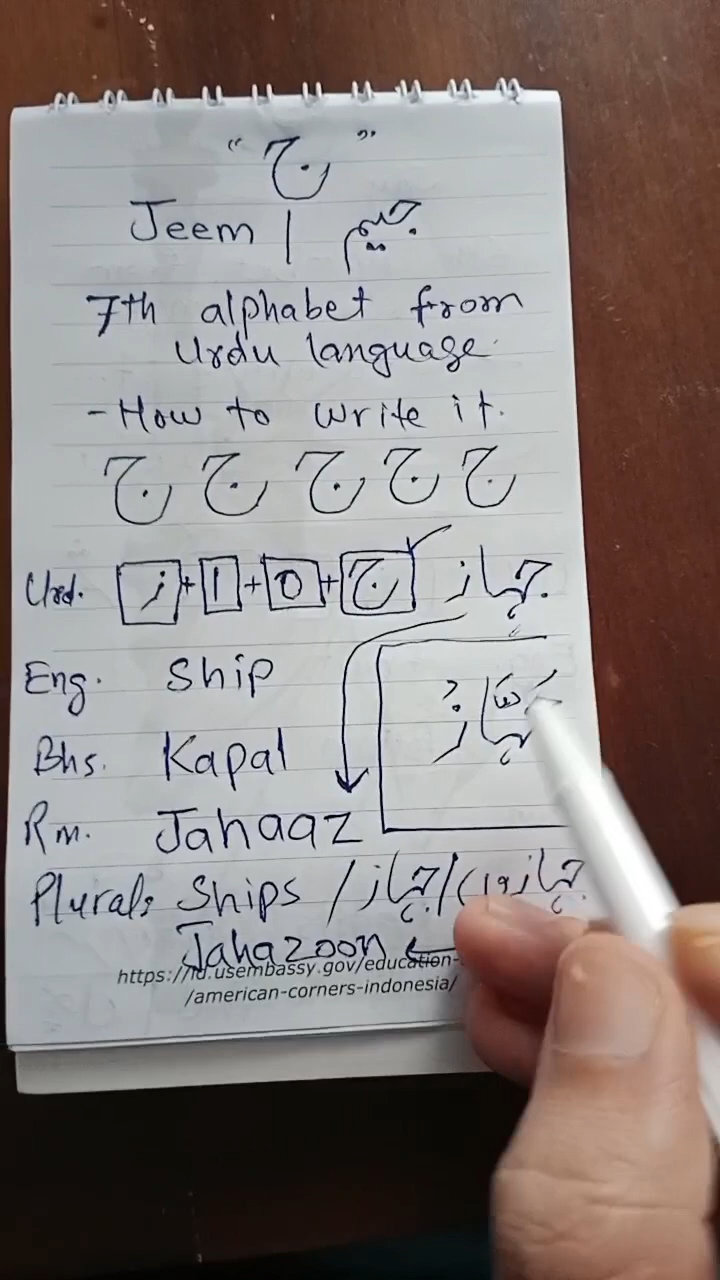 “ ج ”
Jeem | جیم
7th alphabet from
Urdu language.
- How to write it.
ج ج ج ج ج
Urd. ز + ا + ه + ج جہاز
Eng. Ship
Bhs. Kapal
Rm. Jahaaz
Plural: Ships / جہاز / جہازوں
Jahazoon ←
https://id.usembassy.gov/education-
/american-corners-indonesia/